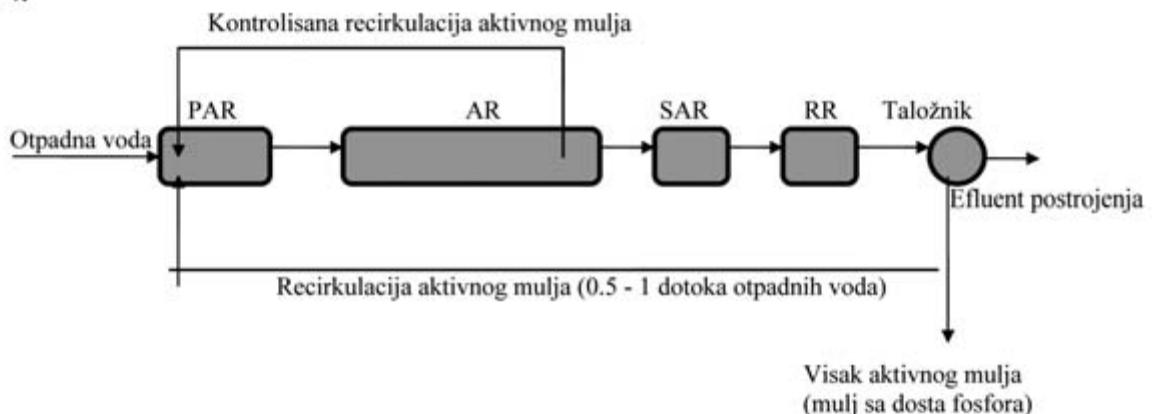 Kontrolisana recirkulacija aktivnog mulja
PAR
AR
SAR
RR
Taložnik
Otpadna voda
Efluent postrojenja
Recirkulacija aktivnog mulja (0.5 - 1 dotoka otpadnih voda)
Visak aktivnog mulja
(mulj sa dosta fosfora)